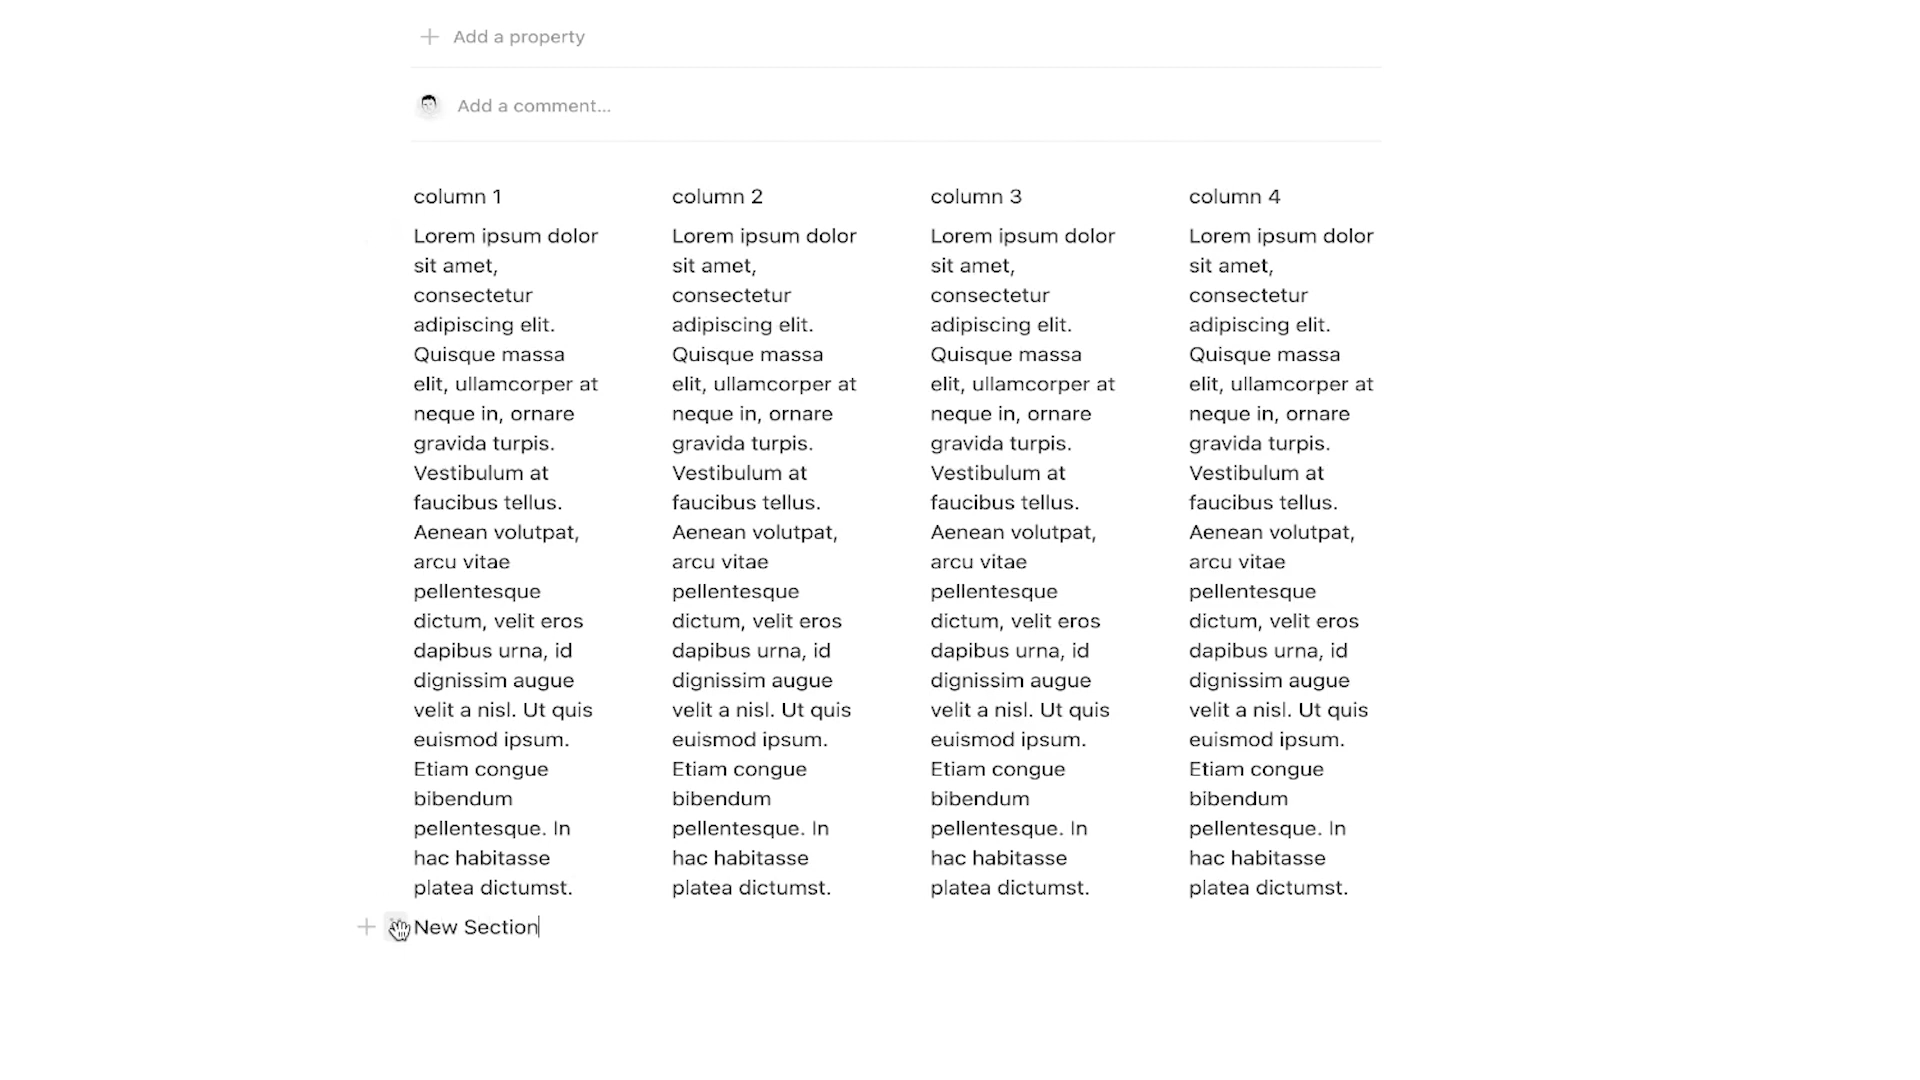 Add a property
Add a comment...
column 1
Lorem ipsum dolor
sit amet,
consectetur
adipiscing elit.
Quisque massa
elit, ullamcorper at
neque in, ornare
gravida turpis.
Vestibulum at
faucibus tellus.
Aenean volutpat,
arcu vitae
pellentesque
dictum, velit eros
dapibus urna, id
dignissim augue
velit a nisl. Ut quis
euismod ipsum.
Etiam congue
bibendum
pellentesque. In
hac habitasse
platea dictumst.
column 2
Lorem ipsum dolor
sit amet,
consectetur
adipiscing elit.
Quisque massa
elit, ullamcorper at
neque in, ornare
gravida turpis.
Vestibulum at
faucibus tellus.
Aenean volutpat,
arcu vitae
pellentesque
dictum, velit eros
dapibus urna, id
dignissim augue
velit a nisl. Ut quis
euismod ipsum.
Etiam congue
bibendum
pellentesque. In
hac habitasse
platea dictumst.
column 3
Lorem ipsum dolor
sit amet,
consectetur
adipiscing elit.
Quisque massa
elit, ullamcorper at
neque in, ornare
gravida turpis.
Vestibulum at
faucibus tellus.
Aenean volutpat,
arcu vitae
pellentesque
dictum, velit eros
dapibus urna, id
dignissim augue
velit a nisl. Ut quis
euismod ipsum.
Etiam congue
bibendum
pellentesque. In
hac habitasse
platea dictumst.
column 4
Lorem ipsum dolor
sit amet,
consectetur
adipiscing elit.
Quisque massa
elit, ullamcorper at
neque in, ornare
gravida turpis.
Vestibulum at
faucibus tellus.
Aenean volutpat,
arcu vitae
pellentesque
dictum, velit eros
dapibus urna, id
dignissim augue
velit a nisl. Ut quis
euismod ipsum.
Etiam congue
bibendum
pellentesque. In
hac habitasse
platea dictumst.
New Section